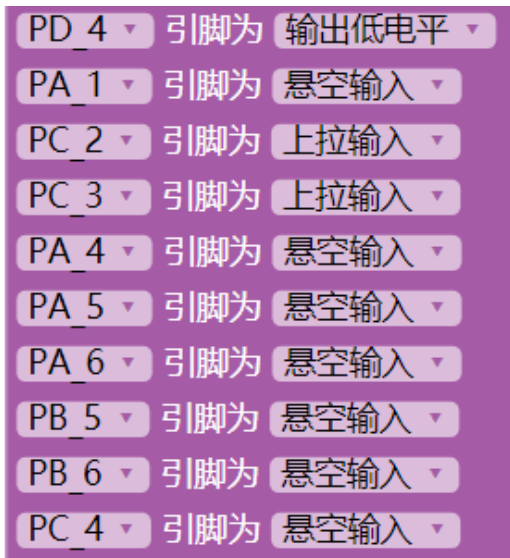 PD_4 引脚为 输出低电平
PA_1 引脚为 悬空输入
PC_2 引脚为 上拉输入
PC_3 引脚为 上拉输入
PA_4 引脚为 悬空输入
PA_5 引脚为 悬空输入
PA_6 引脚为 悬空输入
PB_5 引脚为 悬空输入
PB_6 引脚为 悬空输入
PC_4 引脚为 悬空输入